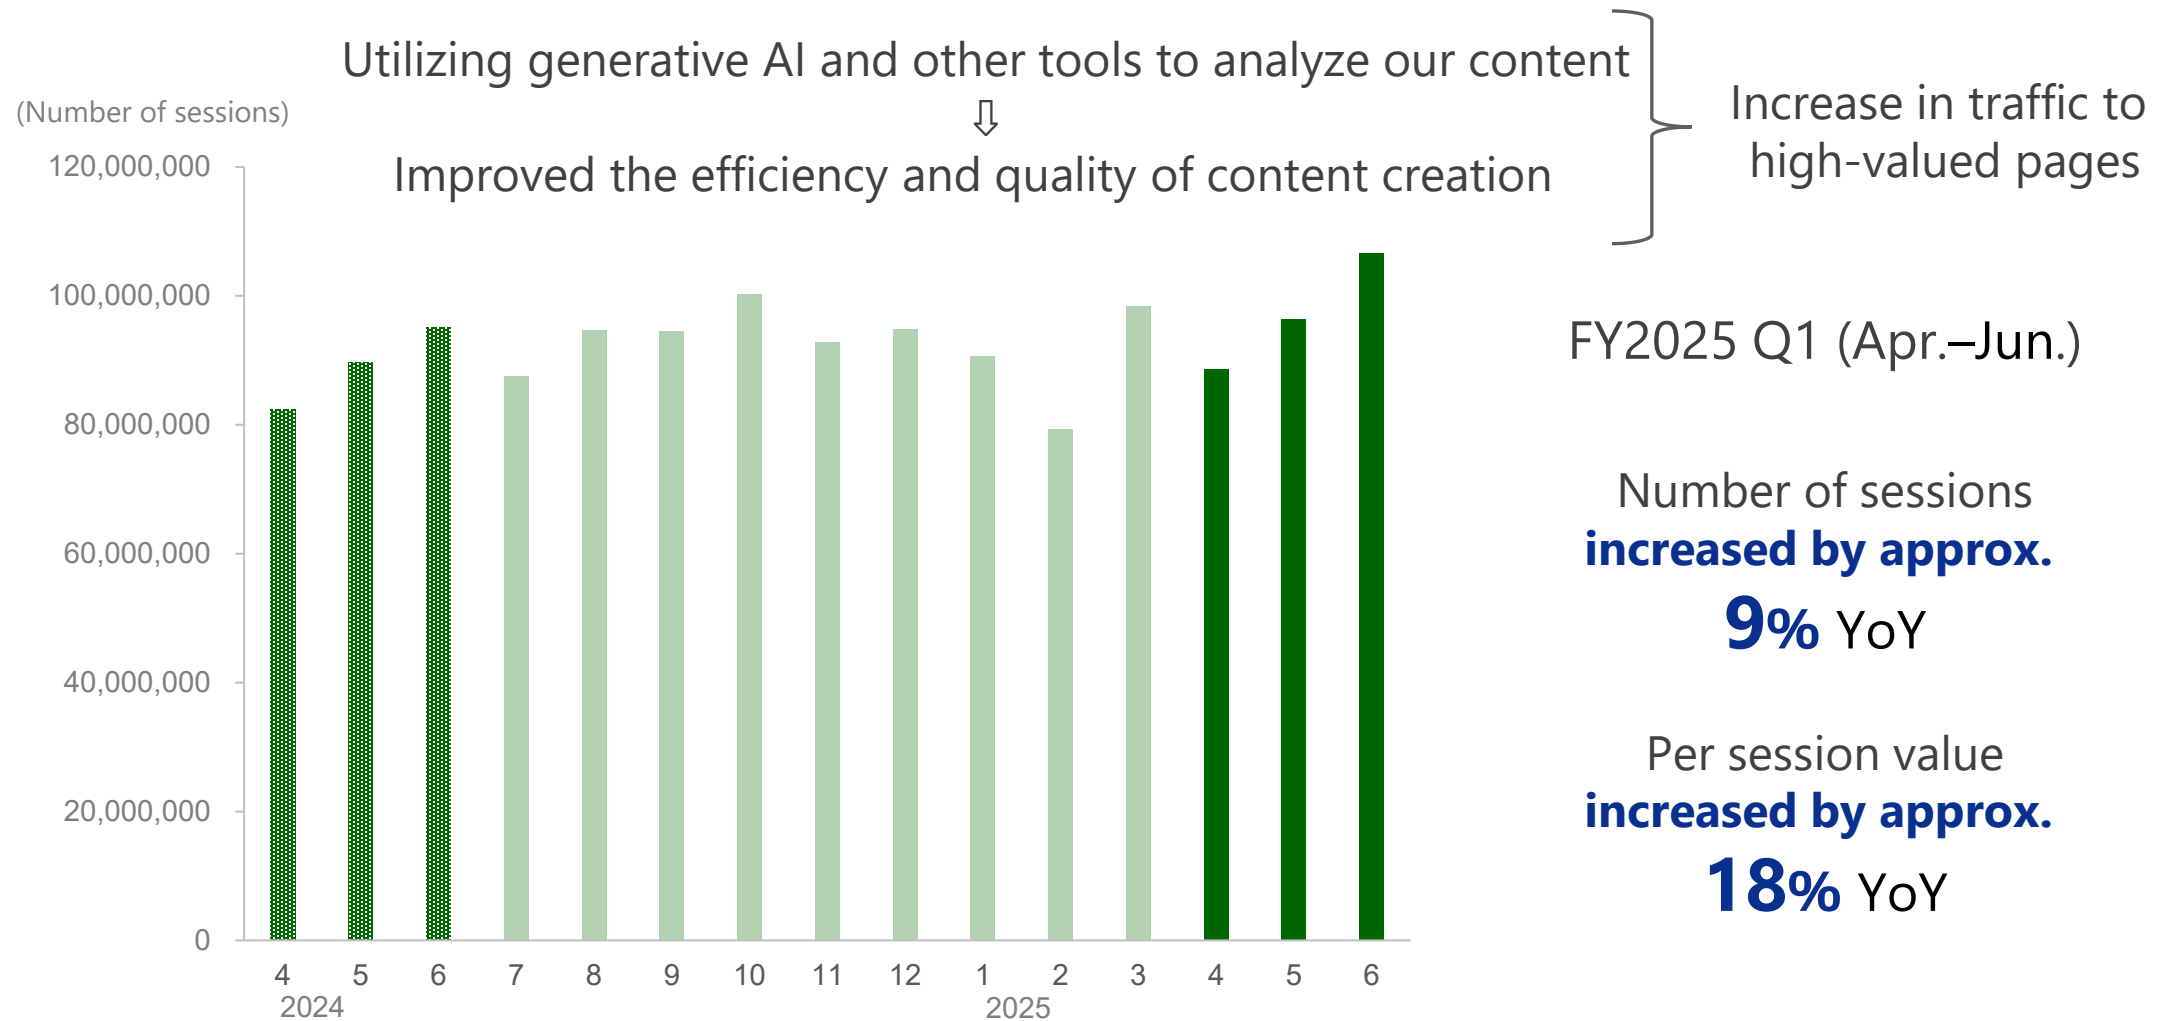 Utilizing generative AI and other tools to analyze our content
⇩
Improved the efficiency and quality of content creation
Increase in traffic to
high-valued pages
(Number of sessions)
120,000,000
100,000,000
80,000,000
60,000,000
40,000,000
20,000,000
0
4 5 6 7 8 9 10 11 12 1 2 3 4 5 6
2024 2025
FY2025 Q1 (Apr.–Jun.)
Number of sessions
increased by approx.
9% YoY
Per session value
increased by approx.
18% YoY